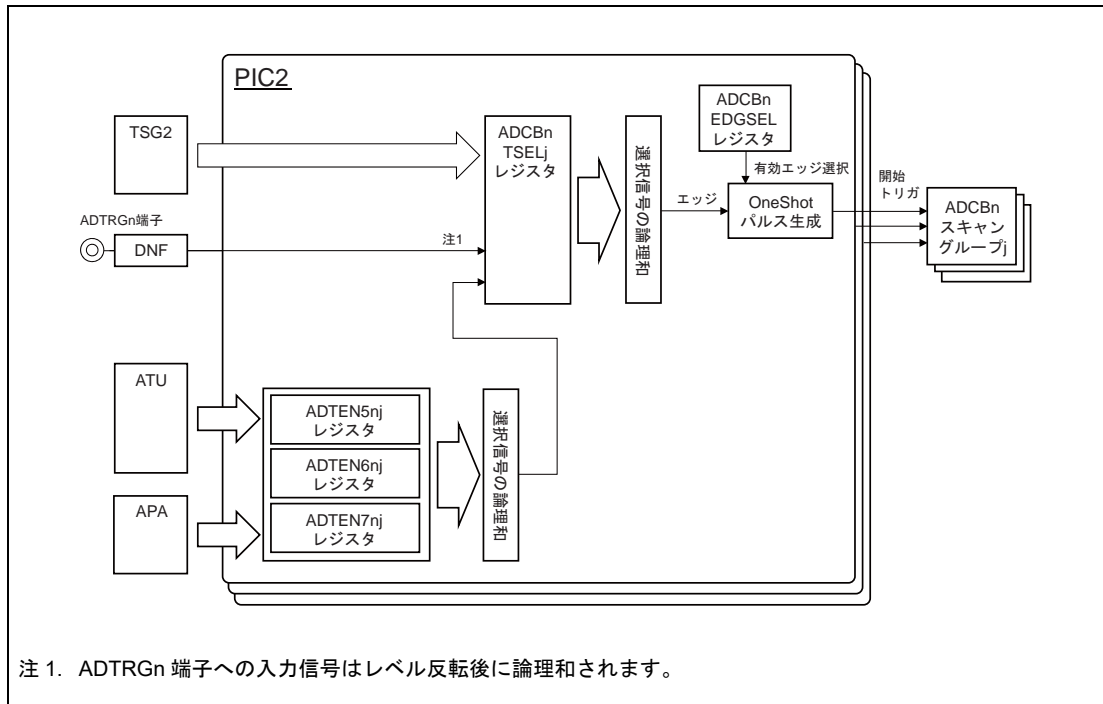 PIC2
TSG2
ADTRGn端子
DNF
注1
ADCBn
TSELj
レジスタ
選択信号の論理和
エッジ
ADCBn
EDGSEL
レジスタ
有効エッジ選択
OneShot
パルス生成
開始
トリガ
ADCBn
スキャン
グループj
ATU
APA
ADTEN5nj
レジスタ
ADTEN6nj
レジスタ
ADTEN7nj
レジスタ
選択信号の論理和
注 1. ADTRGn 端子への入力信号はレベル反転後に論理和されます。